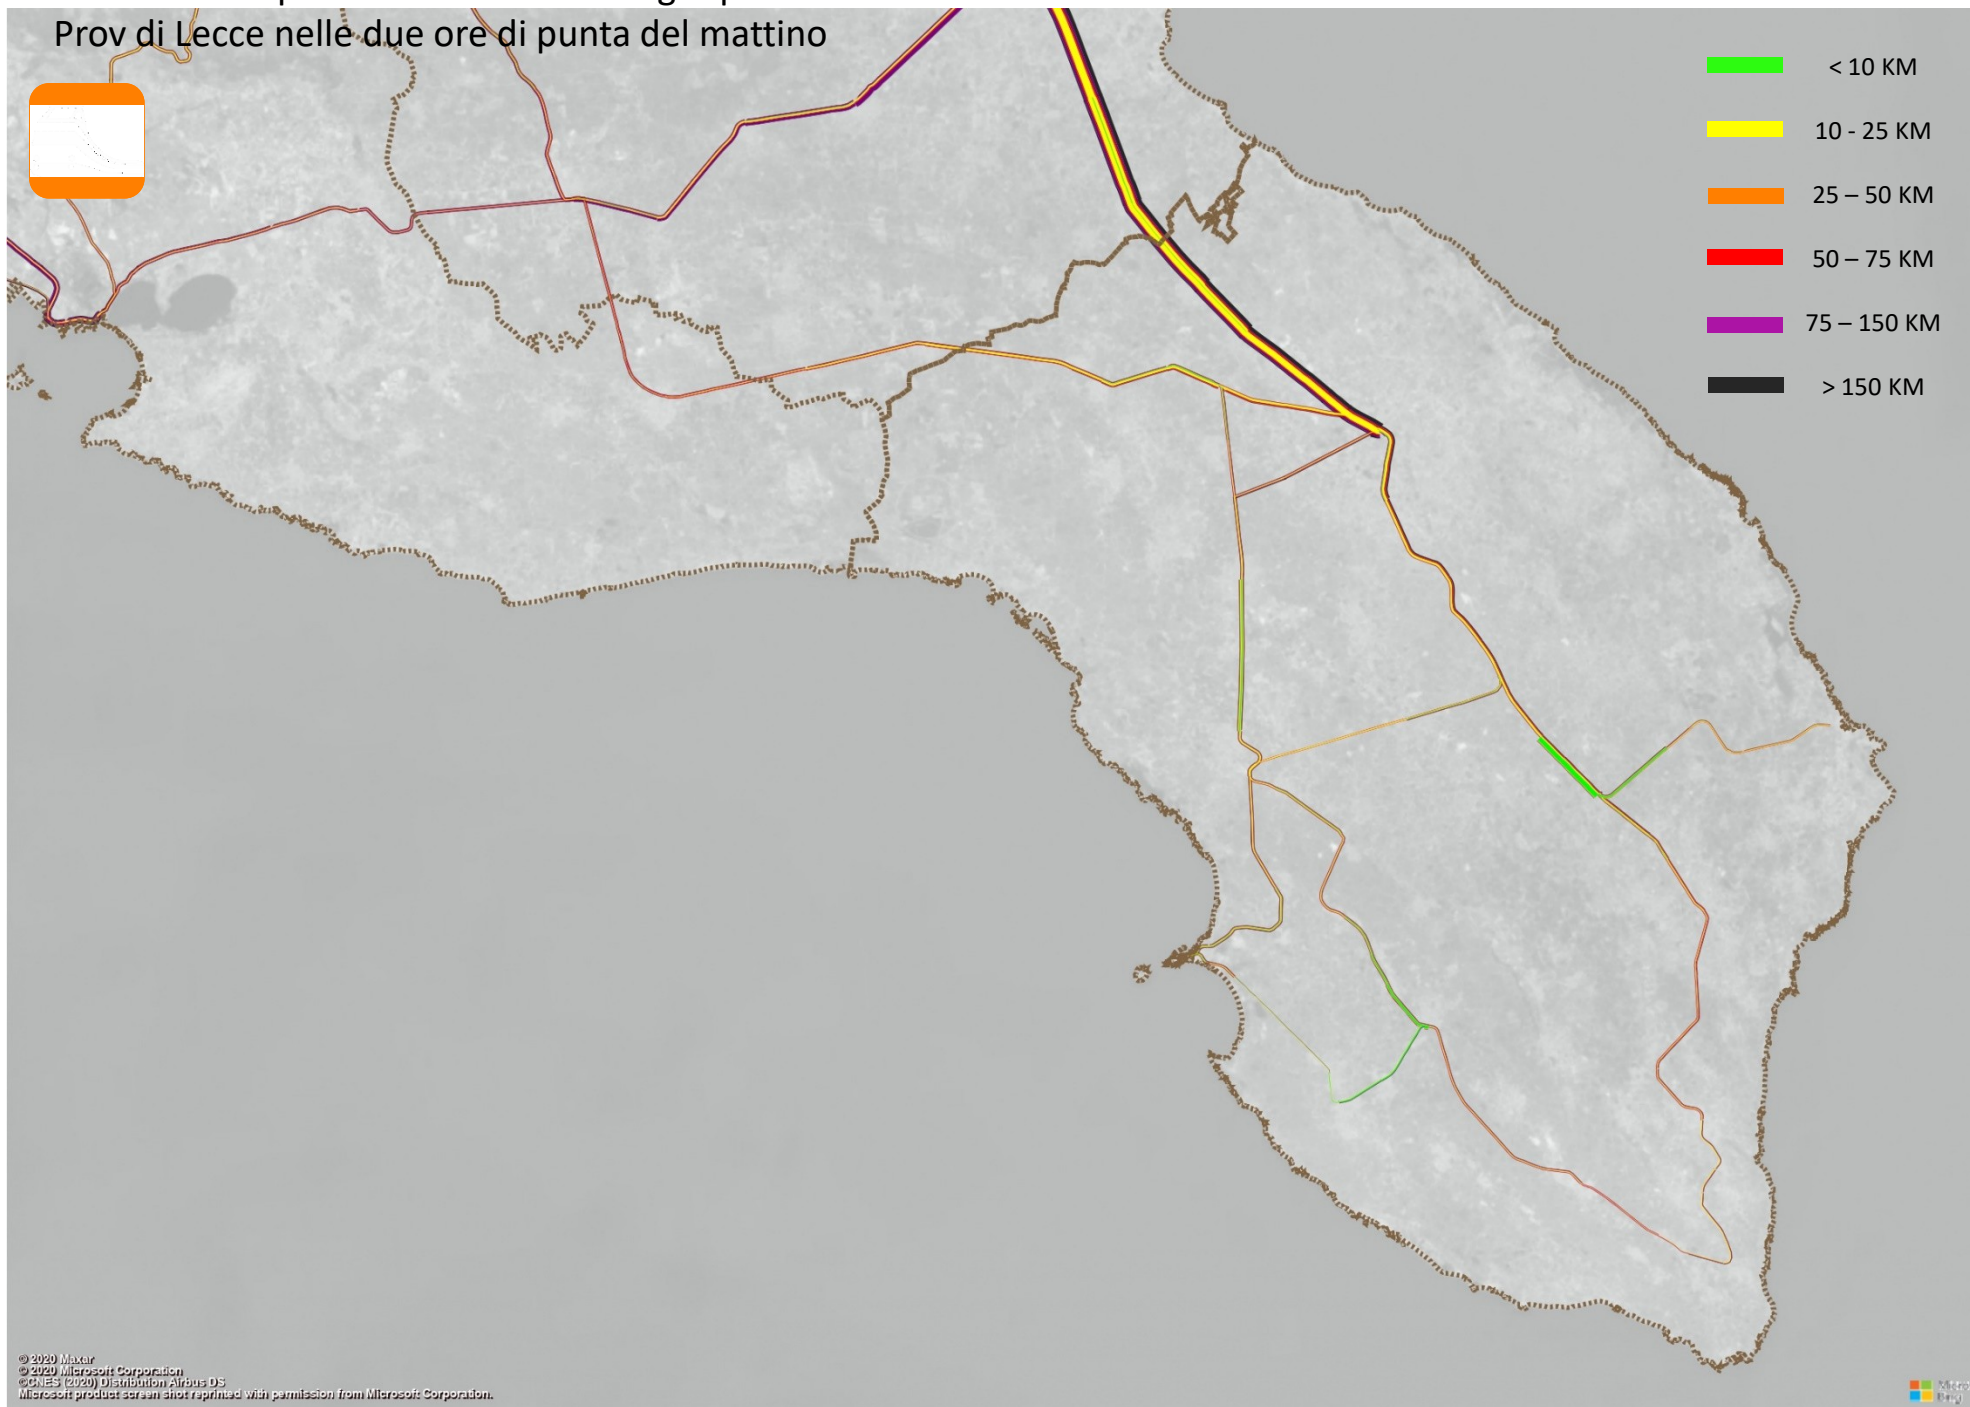 Prov di Lecce nelle due ore di punta del mattino
< 10 KM
10 - 25 KM
25 – 50 KM
50 – 75 KM
75 – 150 KM
> 150 KM
© 2020 Maxar
© 2020 Microsoft Corporation
©CNES (2020) Distribution Airbus DS
Microsoft product screen shot reprinted with permission from Microsoft Corporation.